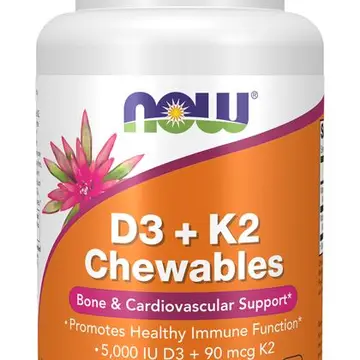 now®
D3 + K2
Chewables
Bone & Cardiovascular Support*
•Promotes Healthy Immune Function*
•5,000 IU D3 + 90 mcg K2